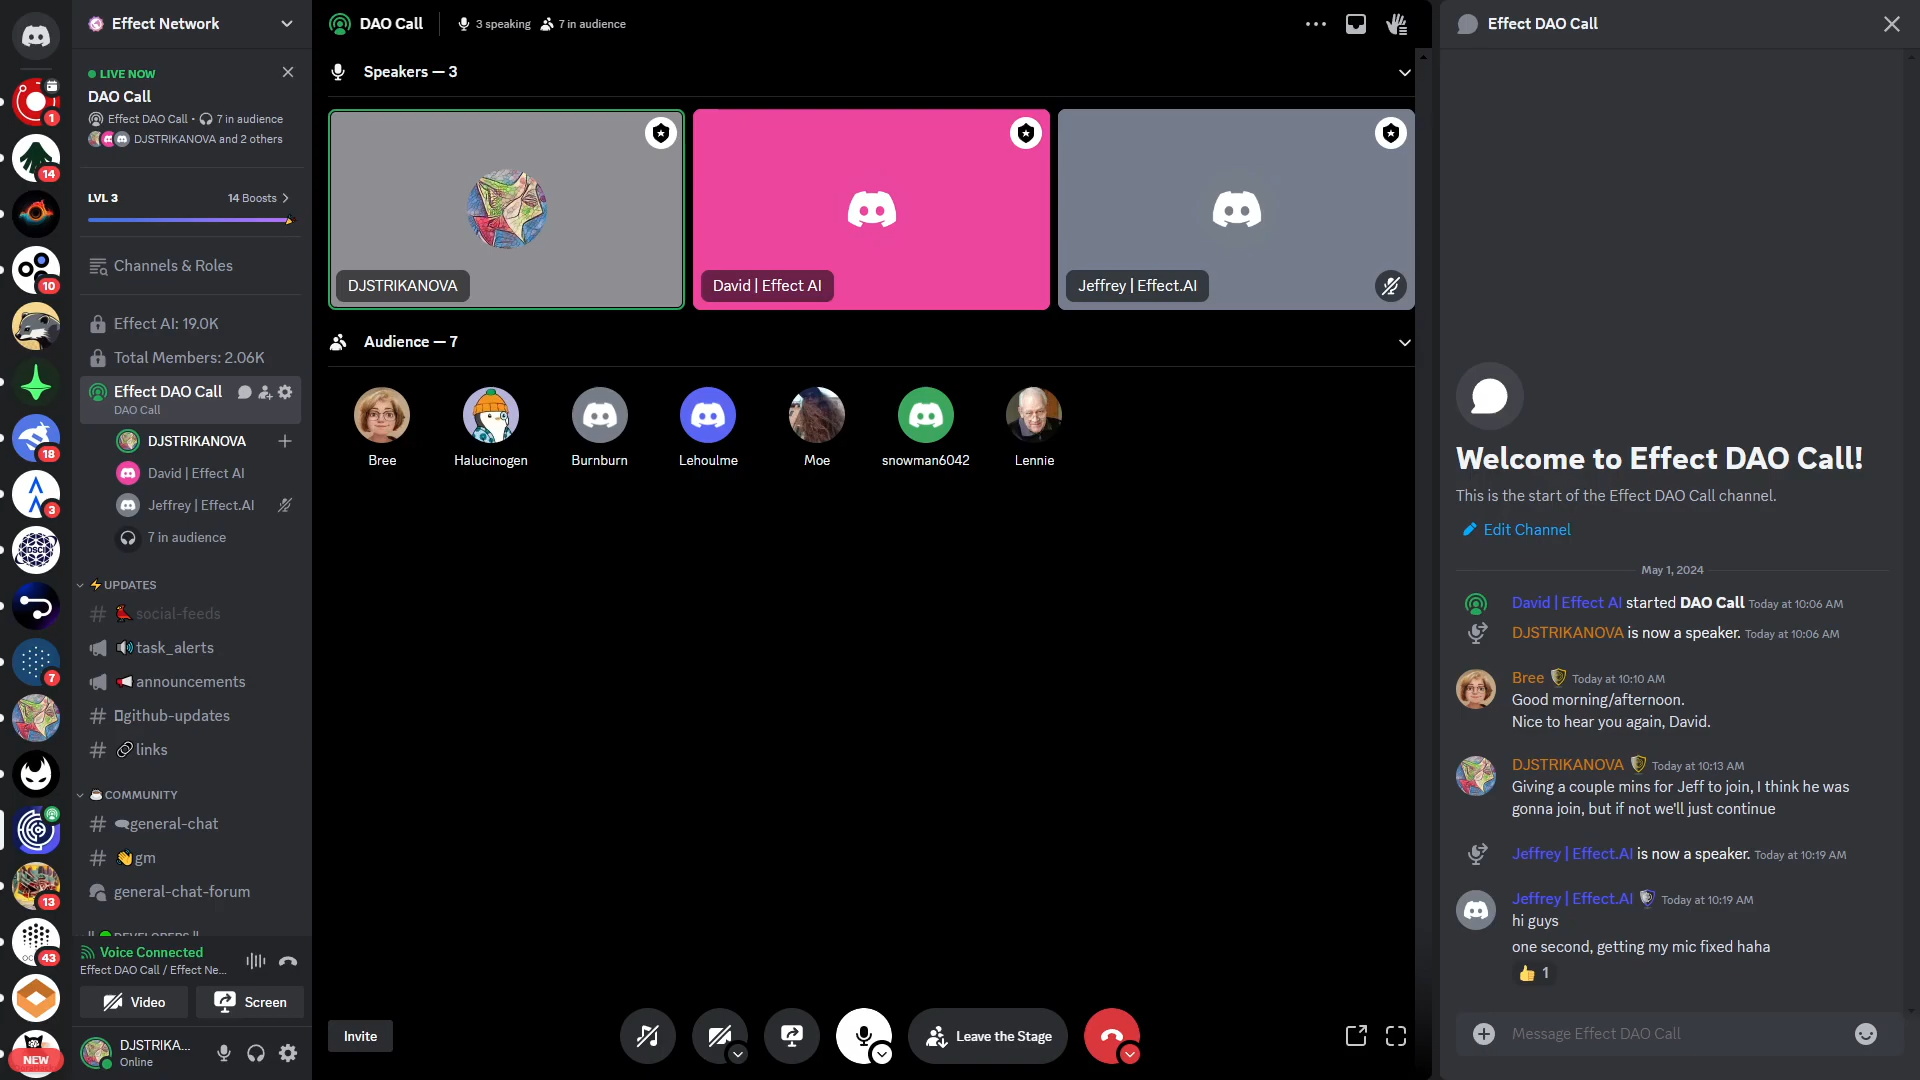 Effect Network
LIVE NOW
DAO Call
Effect DAO Call • 7 in audience
DJSTRIKANOVA and 2 others
LVL 3
14 Boosts
Channels & Roles
Effect AI: 19.0K
Total Members: 2.06K
Effect DAO Call
DAO Call
DJSTRIKANOVA
David | Effect AI
Jeffrey | Effect.AI
7 in audience
UPDATES
social-feeds
task_alerts
announcements
github-updates
links
COMMUNITY
general-chat
gm
general-chat-forum
Voice Connected
Effect DAO Call / Effect Ne...
Video
Screen
DJSTRIKA...
Online
1
14
10
18
3
DSCI
7
13
43
NEW
DAO Call
3 speaking
7 in audience
Speakers — 3
DJSTRIKANOVA
David | Effect AI
Jeffrey | Effect.AI
Audience — 7
Bree
Halucinogen
Burnburn
Lehoulme
Moe
snowman6042
Lennie
Invite
Leave the Stage
Effect DAO Call
Welcome to Effect DAO Call!
This is the start of the Effect DAO Call channel.
Edit Channel
May 1, 2024
David | Effect AI started DAO Call Today at 10:06 AM
DJSTRIKANOVA is now a speaker. Today at 10:06 AM
Bree Today at 10:10 AM
Good morning/afternoon.
Nice to hear you again, David.
DJSTRIKANOVA Today at 10:13 AM
Giving a couple mins for Jeff to join, I think he was
gonna join, but if not we'll just continue
Jeffrey | Effect.AI is now a speaker. Today at 10:19 AM
Jeffrey | Effect.AI Today at 10:19 AM
hi guys
one second, getting my mic fixed haha
👍 1
Message Effect DAO Call